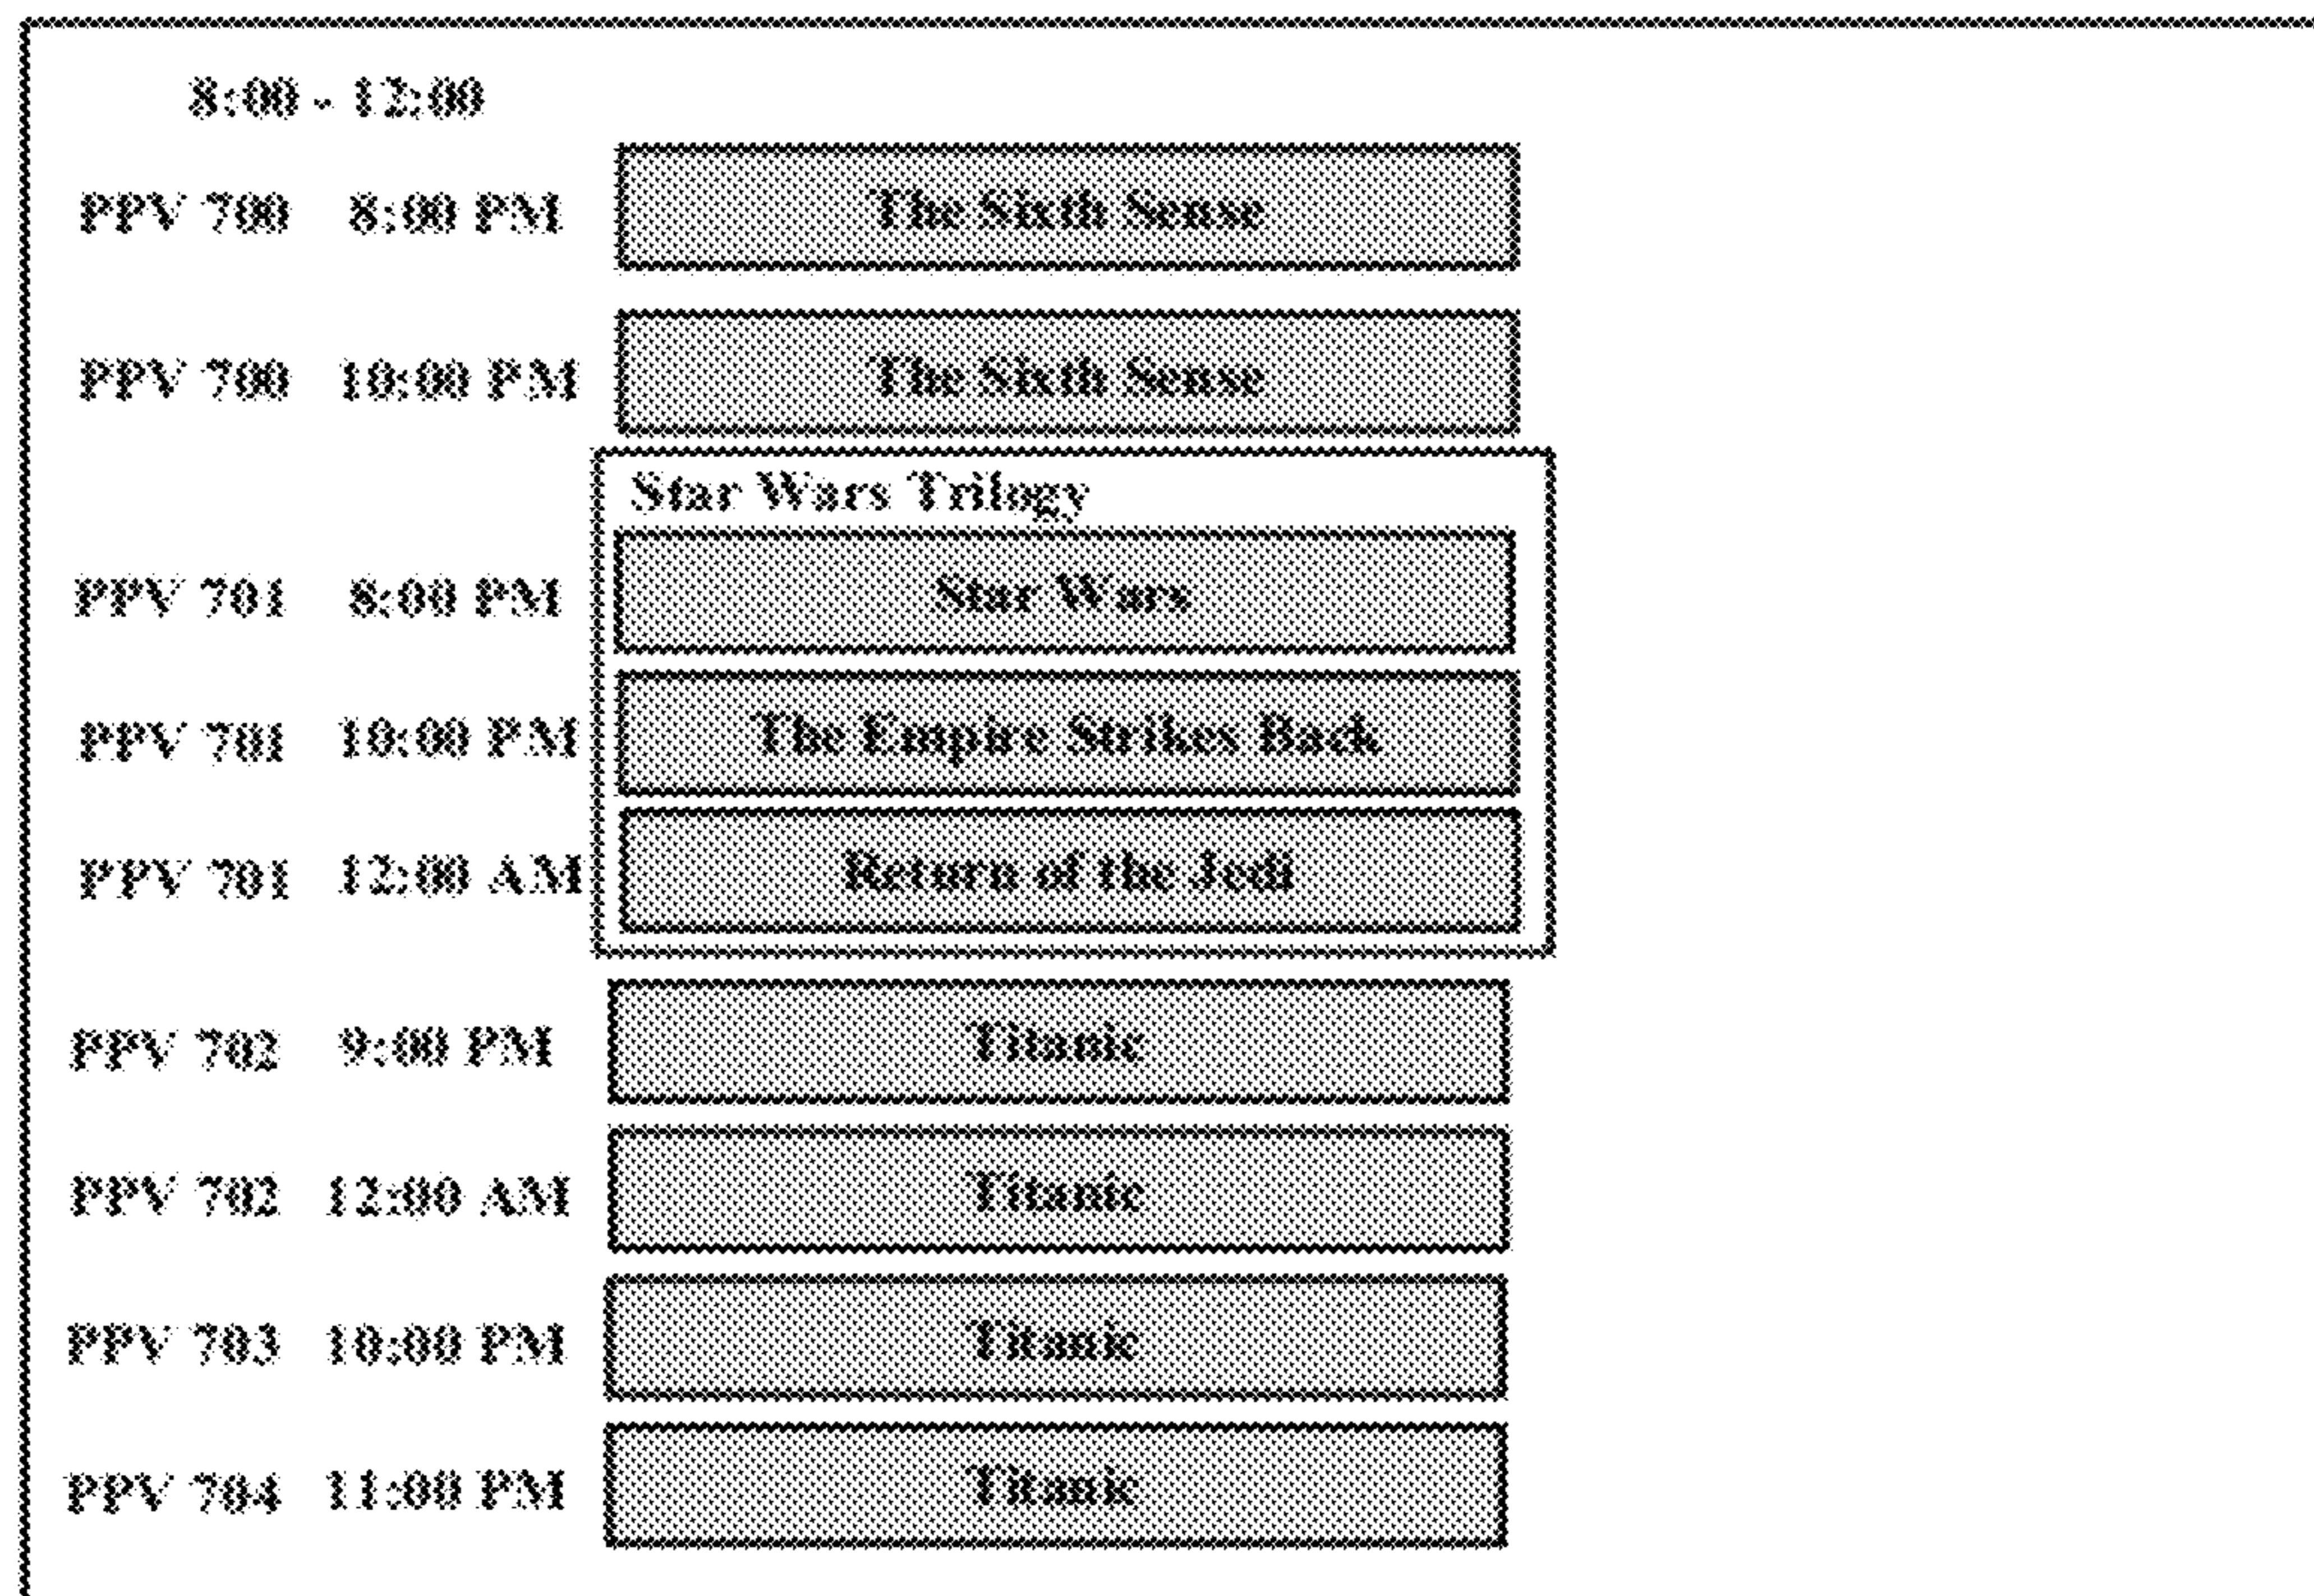 8:00 - 12:00
PPV 700 8:00 PM The Sixth Sense
PPV 700 10:00 PM The Sixth Sense
Star Wars Trilogy
PPV 701 8:00 PM Star Wars
PPV 701 10:00 PM The Empire Strikes Back
PPV 701 12:00 AM Return of the Jedi
PPV 702 9:00 PM Titanic
PPV 702 12:00 AM Titanic
PPV 703 10:00 PM Titanic
PPV 704 11:00 PM Titanic